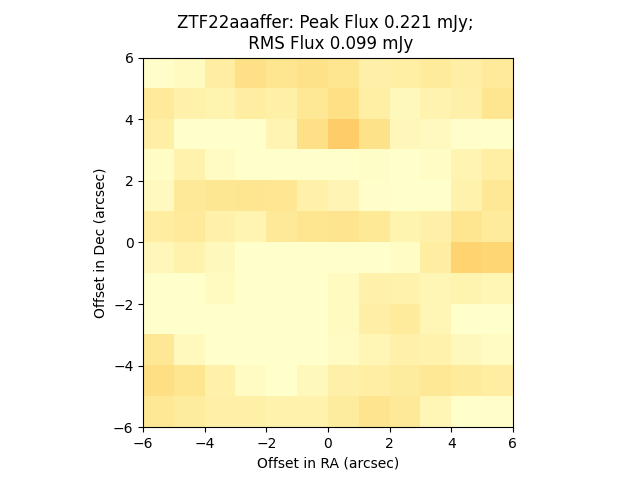 ZTF22aaaffer: Peak Flux 0.221 mJy;
RMS Flux 0.099 mJy
6
4
2
0
−2
−4
−6
Offset in Dec (arcsec)
−6 −4 −2 0 2 4 6
Offset in RA (arcsec)